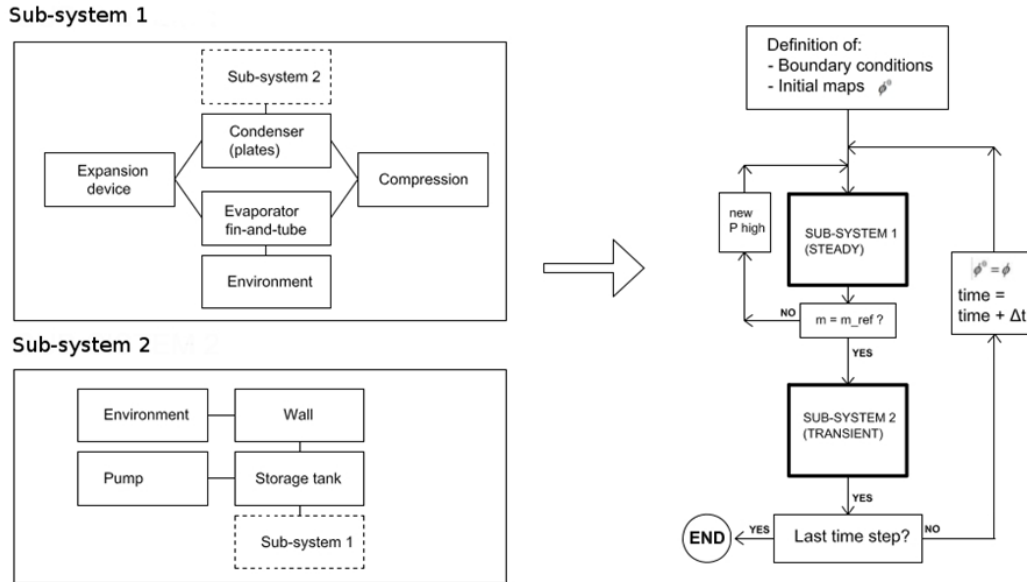 Sub-system 1
Sub-system 2
Condenser
(plates)
Expansion
device
Compression
Evaporator
fin-and-tube
Environment
Sub-system 2
Environment
Wall
Pump
Storage tank
Sub-system 1
Definition of:
- Boundary conditions
- Initial maps ϕ°
new
P high
SUB-SYSTEM 1
(STEADY)
ϕ° = ϕ
time =
time + Δt
NO
m = m_ref ?
YES
SUB-SYSTEM 2
(TRANSIENT)
YES
END
YES
Last time step?
NO